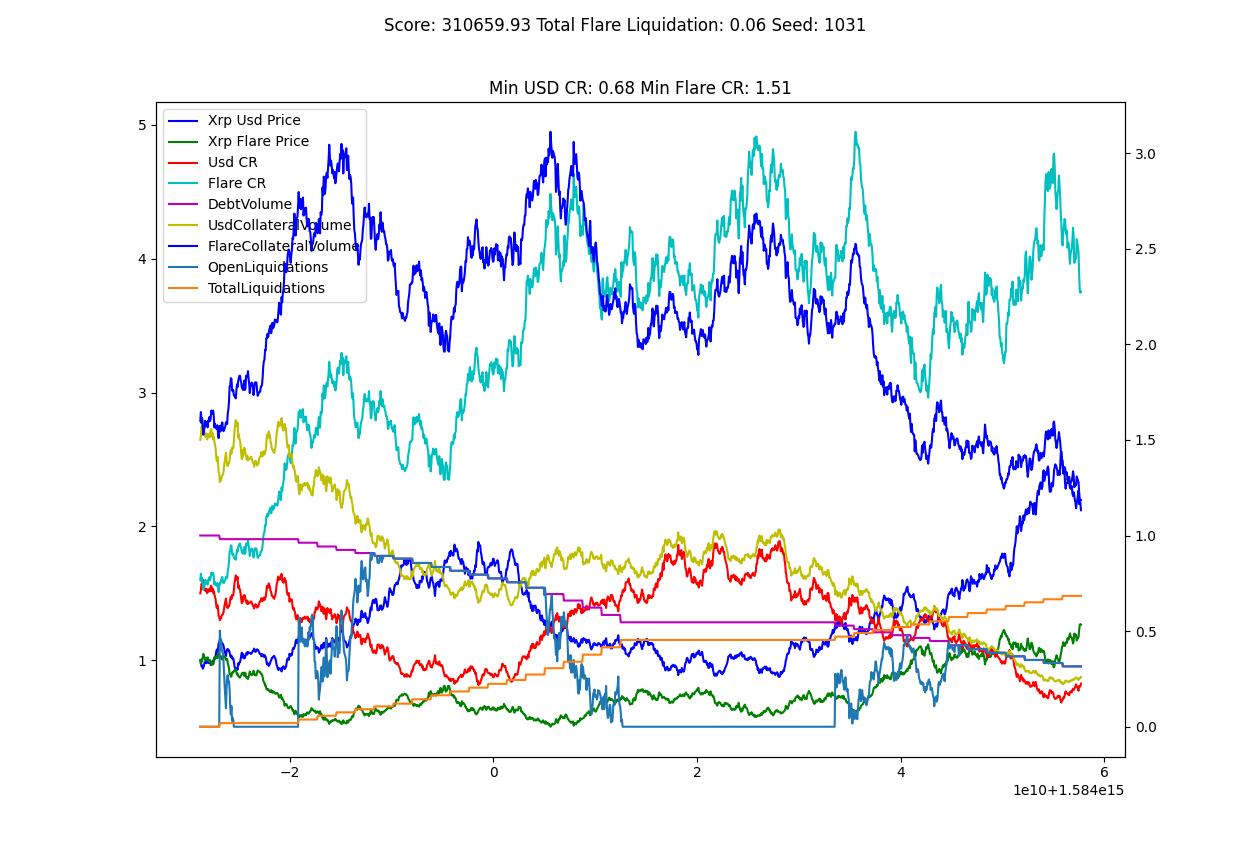 Score: 310659.93 Total Flare Liquidation: 0.06 Seed: 1031
Min USD CR: 0.68 Min Flare CR: 1.51
Xrp Usd Price
Xrp Flare Price
Usd CR
Flare CR
DebtVolume
UsdCollateralVolume
FlareCollateralVolume
OpenLiquidations
TotalLiquidations
5
4
3
2
1
3.0
2.5
2.0
1.5
1.0
0.5
0.0
−2
0
2
4
6
1e10+1.584e15